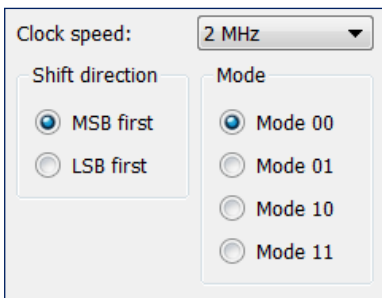 Clock speed: 2 MHz
Shift direction
MSB first
LSB first
Mode
Mode 00
Mode 01
Mode 10
Mode 11